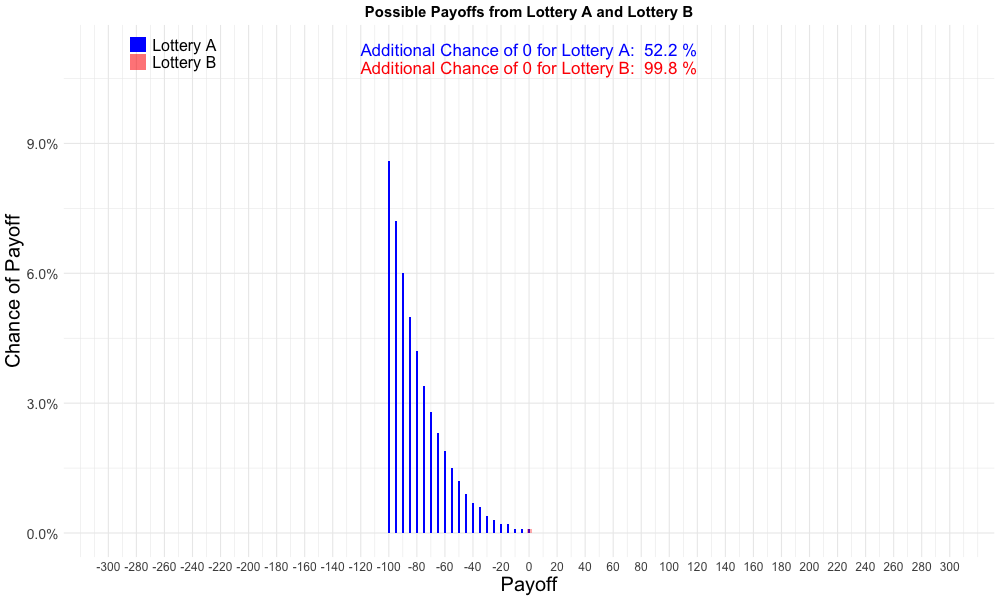 Possible Payoffs from Lottery A and Lottery B
Lottery A
Lottery B
Additional Chance of 0 for Lottery A: 52.2 %
Additional Chance of 0 for Lottery B: 99.8 %
Chance of Payoff
9.0%
6.0%
3.0%
0.0%
-300 -280 -260 -240 -220 -200 -180 -160 -140 -120 -100 -80 -60 -40 -20 0 20 40 60 80 100 120 140 160 180 200 220 240 260 280 300
Payoff